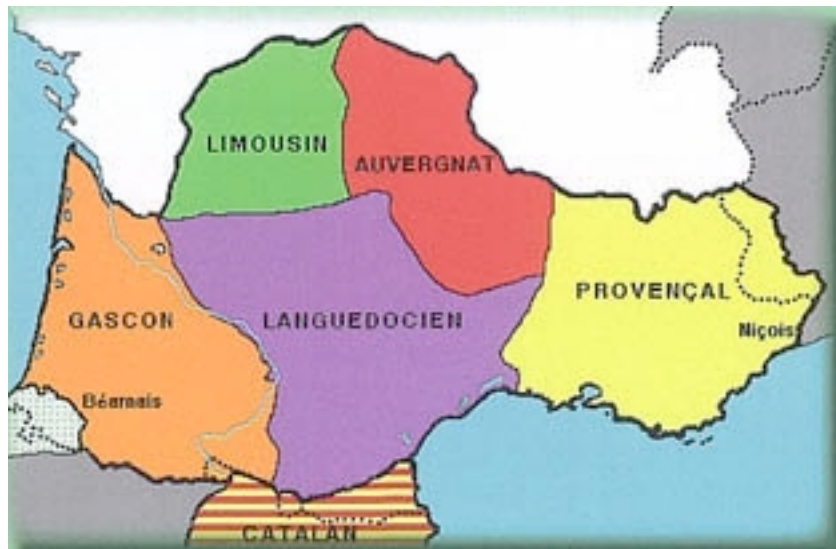 LIMOUSIN
AUVERGNAT
PROVENÇAL
GASCON
LANGUEDOCIEN
Niçois
Béarnais
CATALAN